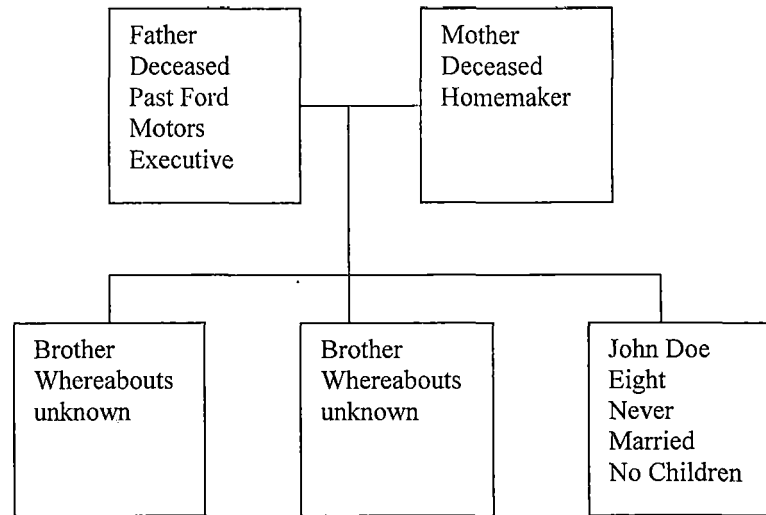 Father
Deceased
Past Ford
Motors
Executive
Mother
Deceased
Homemaker
Brother
Whereabouts
unknown
Brother
Whereabouts
unknown
John Doe
Eight
Never
Married
No Children